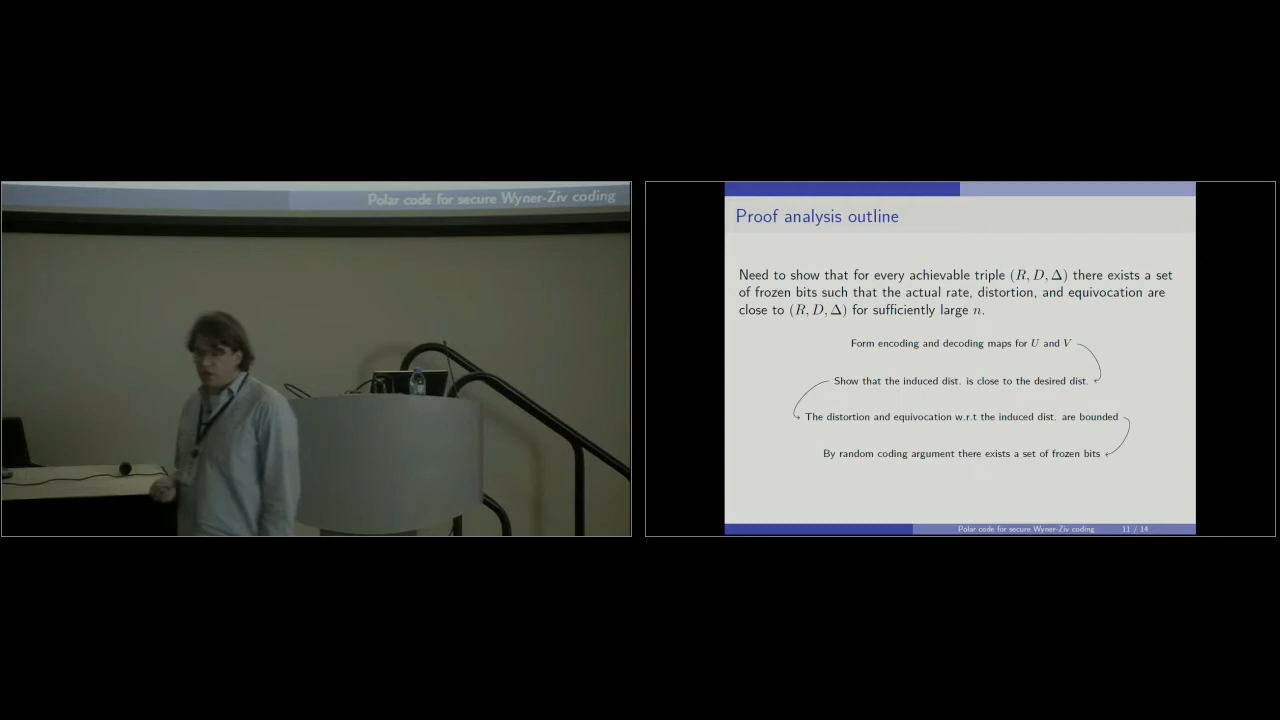 Polar code for secure Wyner-Ziv coding
Proof analysis outline
Need to show that for every achievable triple (R, D, Δ) there exists a set
of frozen bits such that the actual rate, distortion, and equivocation are
close to (R, D, Δ) for sufficiently large n.
Form encoding and decoding maps for U and V
Show that the induced dist. is close to the desired dist.
The distortion and equivocation w.r.t the induced dist. are bounded
By random coding argument there exists a set of frozen bits
Polar code for secure Wyner-Ziv coding 11 / 14